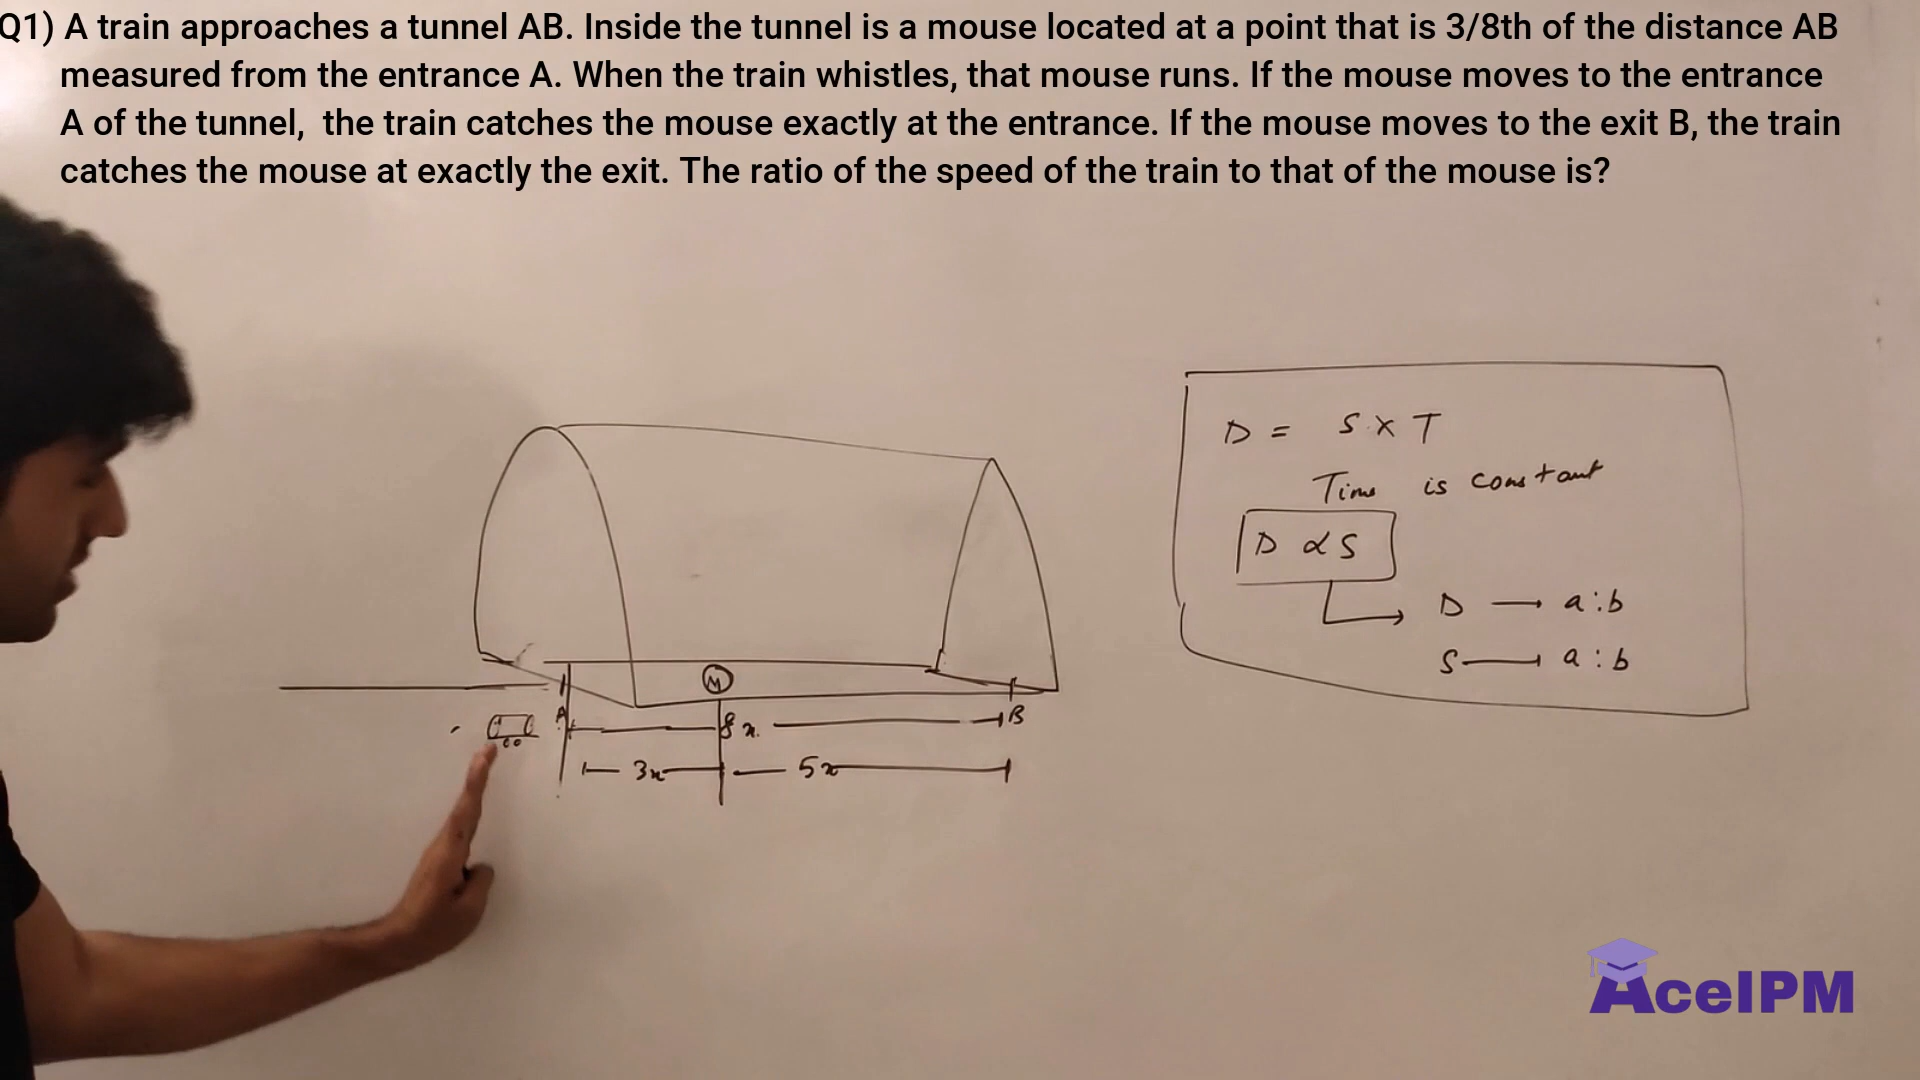 Q1) A train approaches a tunnel AB. Inside the tunnel is a mouse located at a point that is 3/8th of the distance AB
measured from the entrance A. When the train whistles, that mouse runs. If the mouse moves to the entrance
A of the tunnel, the train catches the mouse exactly at the entrance. If the mouse moves to the exit B, the train
catches the mouse at exactly the exit. The ratio of the speed of the train to that of the mouse is?
D = S x T
Time is constant
D α S
D → a:b
S → a:b
M
A
8x
B
3x
5x
AceIPM